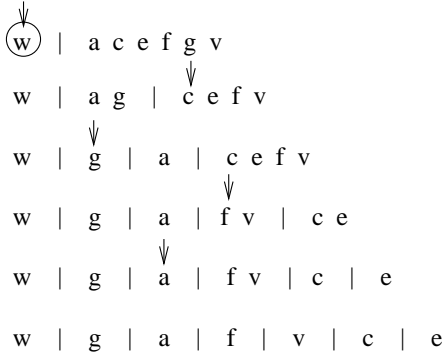 w | a c e f g v
w | a g | c e f v
w | g | a | c e f v
w | g | a | f v | c e
w | g | a | f v | c | e
w | g | a | f | v | c | e